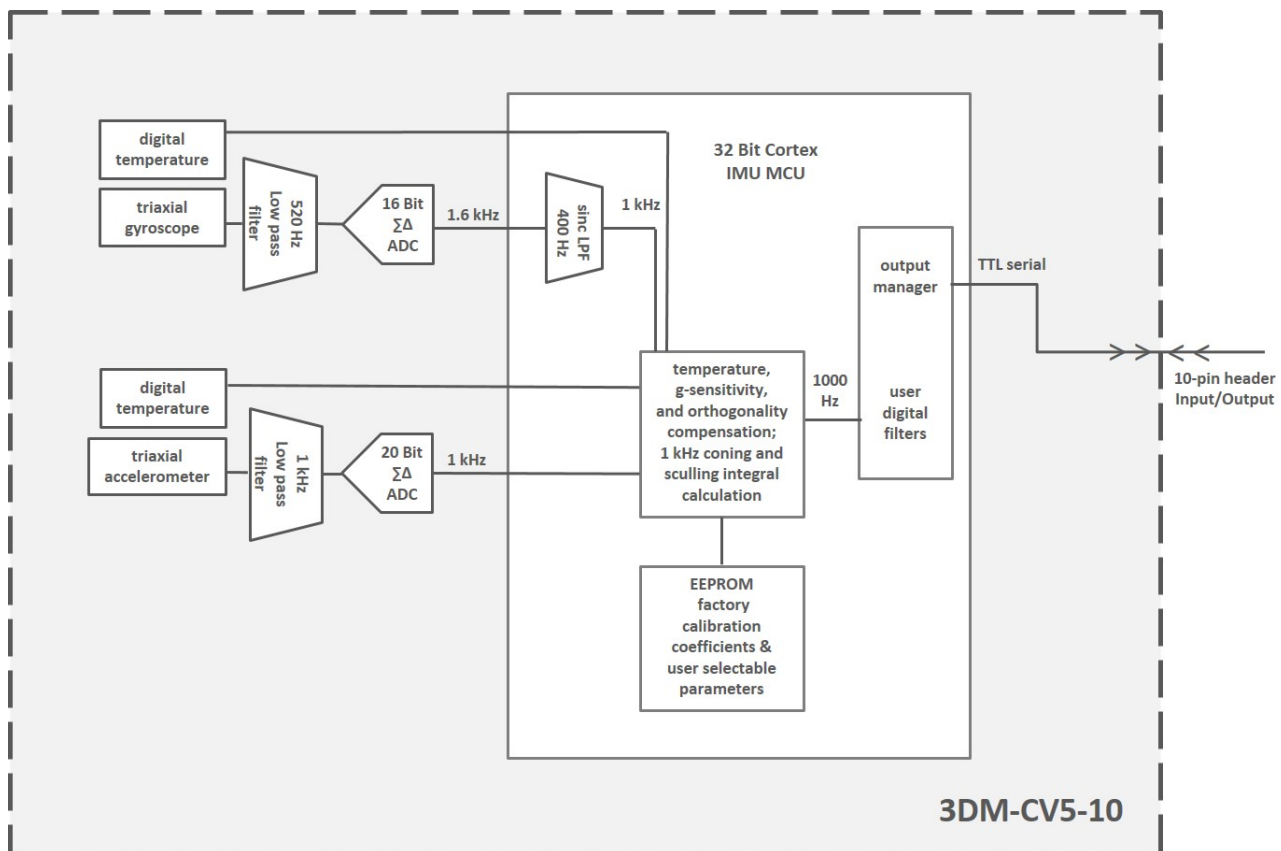 digital
temperature
triaxial
gyroscope
520 Hz
Low pass
filter
16 Bit
∑Δ
ADC
1.6 kHz
sinc LPF
400 Hz
1 kHz
32 Bit Cortex
IMU MCU
output
manager
user
digital
filters
TTL serial
10-pin header
Input/Output
digital
temperature
triaxial
accelerometer
1 kHz
Low pass
filter
20 Bit
∑Δ
ADC
1 kHz
temperature,
g-sensitivity,
and orthogonality
compensation;
1 kHz coning and
sculling integral
calculation
1000
Hz
EEPROM
factory
calibration
coefficients &
user selectable
parameters
3DM-CV5-10